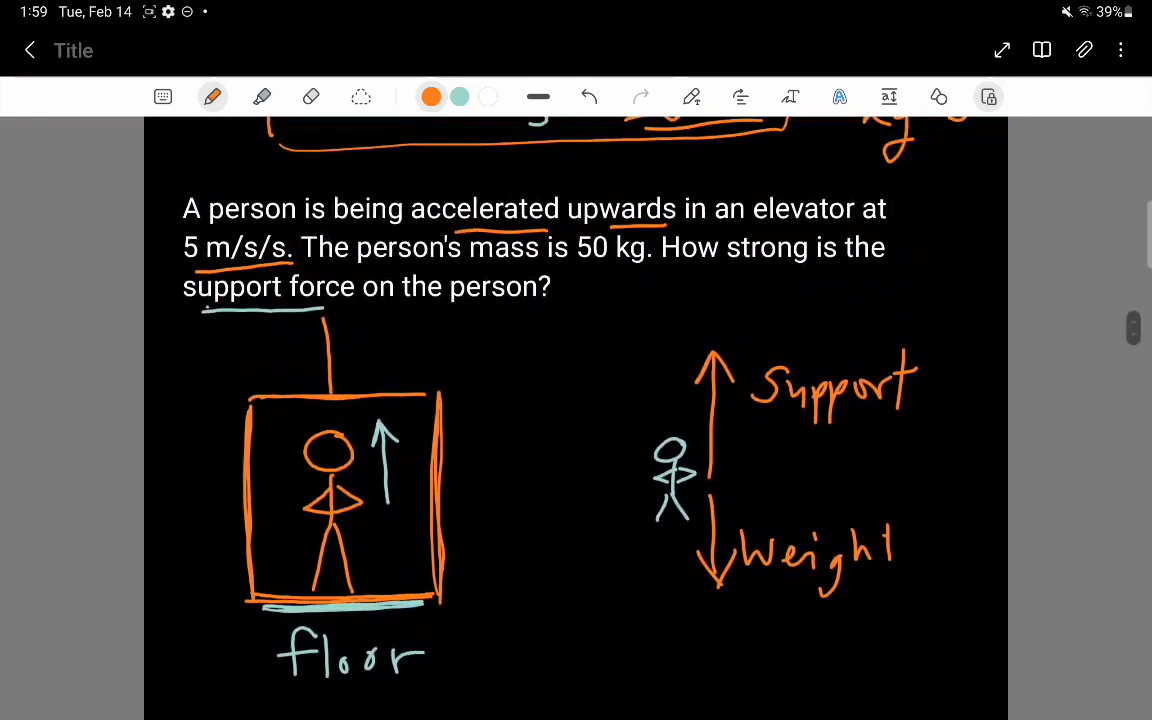 1:59 Tue, Feb 14
39%
Title
A person is being accelerated upwards in an elevator at
5 m/s/s. The person's mass is 50 kg. How strong is the
support force on the person?
Support
Weight
floor